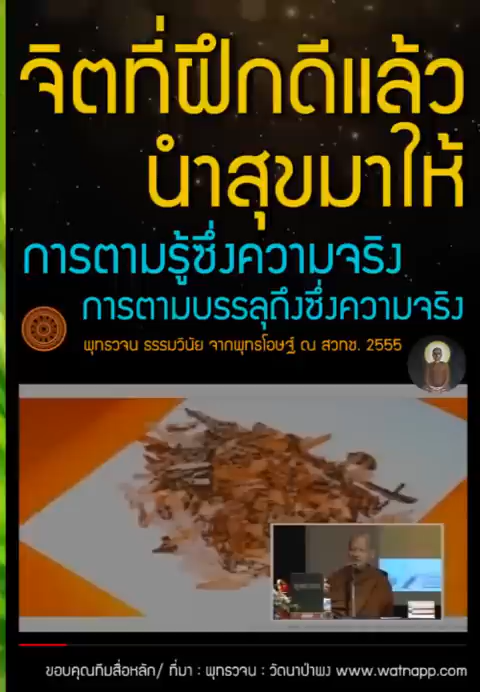 จิตที่ฝึกดีแล้ว
นำสุขมาให้
การตามรู้ซึ่งความจริง
การตามบรรลุถึงซึ่งความจริง
พุทธวจน ธรรมวินัย จากพุทธโอษฐ์ ณ สวทช. 2555
ขอบคุณทีมสื่อหลัก/ ที่มา : พุทธวจน : วัดนาป่าพง www.watnapp.com